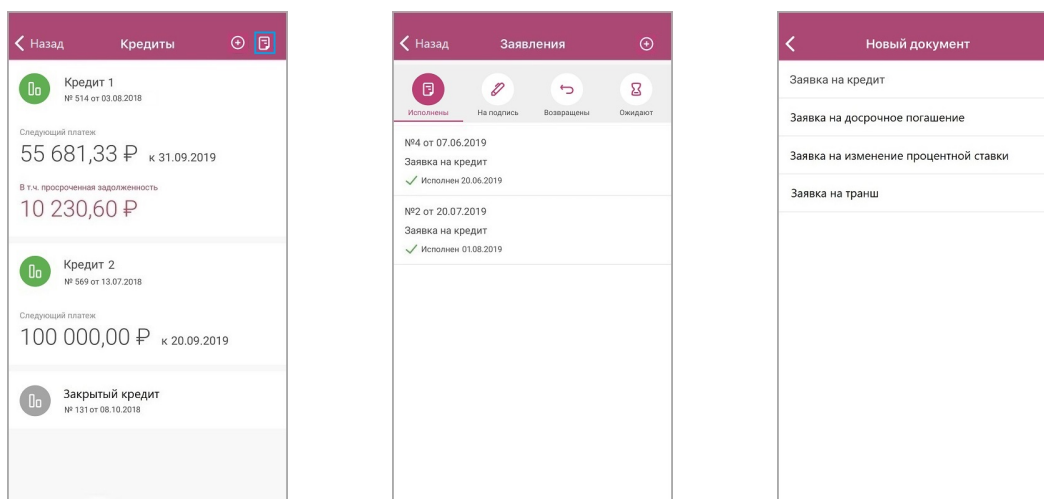 Назад Кредиты
Кредит 1
№ 514 от 03.08.2018
Следующий платеж
55 681,33 ₽ к 31.09.2019
В т.ч. просроченная задолженность
10 230,60 ₽
Кредит 2
№ 569 от 13.07.2018
Следующий платеж
100 000,00 ₽ к 20.09.2019
Закрытый кредит
№ 131 от 08.10.2018
Назад Заявления
Исполнены На подпись Возвращены Ожидают
№4 от 07.06.2019
Заявка на кредит
Исполнен 20.06.2019
№2 от 20.07.2019
Заявка на кредит
Исполнен 01.08.2019
Новый документ
Заявка на кредит
Заявка на досрочное погашение
Заявка на изменение процентной ставки
Заявка на транш